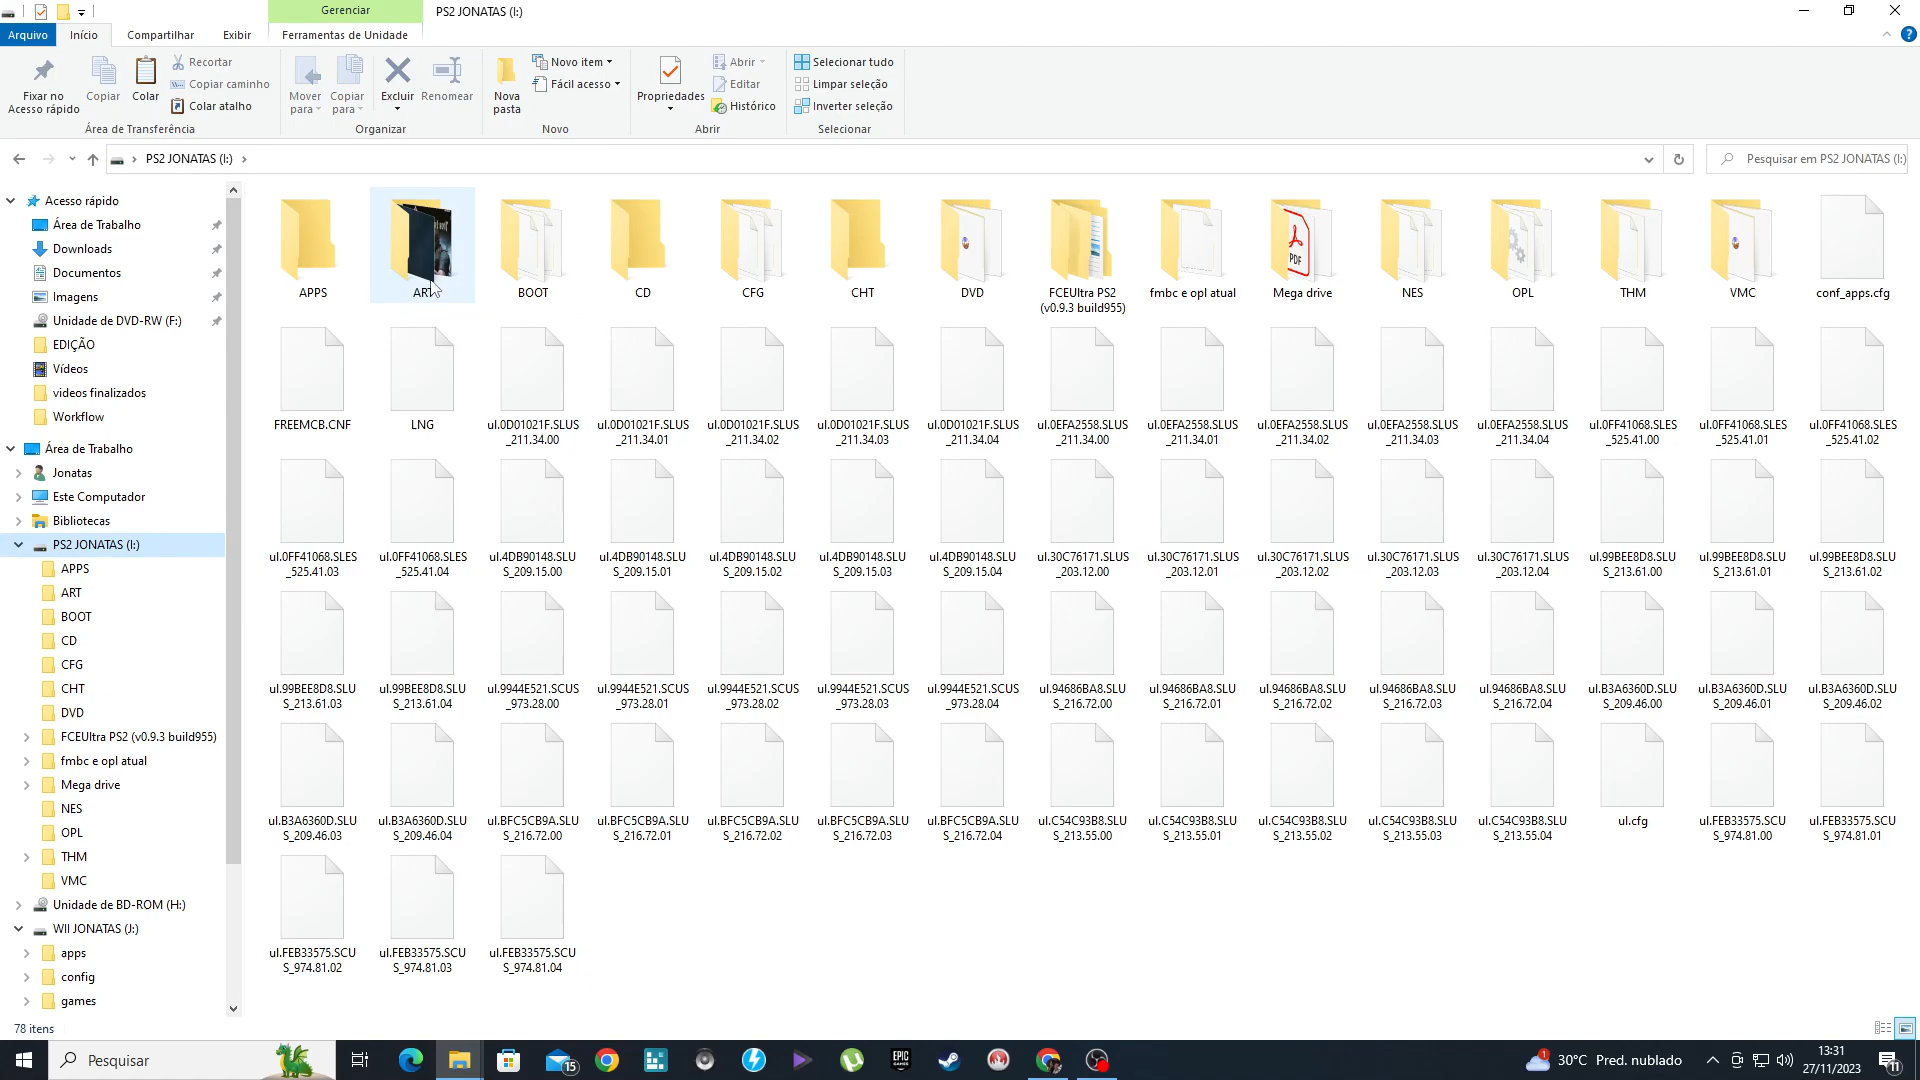 Gerenciar
PS2 JONATAS (I:)
Arquivo
Início
Compartilhar
Exibir
Ferramentas de Unidade
Fixar no
Acesso rápido
Copiar
Colar
Recortar
Copiar caminho
Colar atalho
Área de Transferência
Mover
para
Copiar
para
Excluir
Renomear
Organizar
Nova
pasta
Novo item
Fácil acesso
Novo
Propriedades
Abrir
Editar
Histórico
Abrir
Selecionar tudo
Limpar seleção
Inverter seleção
Selecionar
PS2 JONATAS (I:)
Pesquisar em PS2 JONATAS (I:)
Acesso rápido
Área de Trabalho
Downloads
Documentos
Imagens
Unidade de DVD-RW (F:)
EDIÇÃO
Vídeos
videos finalizados
Workflow
Área de Trabalho
Jonatas
Este Computador
Bibliotecas
PS2 JONATAS (I:)
APPS
ART
BOOT
CD
CFG
CHT
DVD
FCEUltra PS2 (v0.9.3 build955)
fmbc e opl atual
Mega drive
NES
OPL
THM
VMC
Unidade de BD-ROM (H:)
WII JONATAS (J:)
apps
config
games
APPS
ART
BOOT
CD
CFG
CHT
DVD
FCEUltra PS2
(v0.9.3 build955)
fmbc e opl atual
PDF
Mega drive
NES
OPL
THM
VMC
conf_apps.cfg
FREEMCB.CNF
LNG
ul.0D01021F.SLUS
_211.34.00
ul.0D01021F.SLUS
_211.34.01
ul.0D01021F.SLUS
_211.34.02
ul.0D01021F.SLUS
_211.34.03
ul.0D01021F.SLUS
_211.34.04
ul.0EFA2558.SLUS
_211.34.00
ul.0EFA2558.SLUS
_211.34.01
ul.0EFA2558.SLUS
_211.34.02
ul.0EFA2558.SLUS
_211.34.03
ul.0EFA2558.SLUS
_211.34.04
ul.0FF41068.SLES
_525.41.00
ul.0FF41068.SLES
_525.41.01
ul.0FF41068.SLES
_525.41.02
ul.0FF41068.SLES
_525.41.03
ul.0FF41068.SLES
_525.41.04
ul.4DB90148.SLU
S_209.15.00
ul.4DB90148.SLU
S_209.15.01
ul.4DB90148.SLU
S_209.15.02
ul.4DB90148.SLU
S_209.15.03
ul.4DB90148.SLU
S_209.15.04
ul.30C76171.SLUS
_203.12.00
ul.30C76171.SLUS
_203.12.01
ul.30C76171.SLUS
_203.12.02
ul.30C76171.SLUS
_203.12.03
ul.30C76171.SLUS
_203.12.04
ul.99BEE8D8.SLU
S_213.61.00
ul.99BEE8D8.SLU
S_213.61.01
ul.99BEE8D8.SLU
S_213.61.02
ul.99BEE8D8.SLU
S_213.61.03
ul.99BEE8D8.SLU
S_213.61.04
ul.9944E521.SCUS
_973.28.00
ul.9944E521.SCUS
_973.28.01
ul.9944E521.SCUS
_973.28.02
ul.9944E521.SCUS
_973.28.03
ul.9944E521.SCUS
_973.28.04
ul.94686BA8.SLU
S_216.72.00
ul.94686BA8.SLU
S_216.72.01
ul.94686BA8.SLU
S_216.72.02
ul.94686BA8.SLU
S_216.72.03
ul.94686BA8.SLU
S_216.72.04
ul.B3A6360D.SLU
S_209.46.00
ul.B3A6360D.SLU
S_209.46.01
ul.B3A6360D.SLU
S_209.46.02
ul.B3A6360D.SLU
S_209.46.03
ul.B3A6360D.SLU
S_209.46.04
ul.BFC5CB9A.SLU
S_216.72.00
ul.BFC5CB9A.SLU
S_216.72.01
ul.BFC5CB9A.SLU
S_216.72.02
ul.BFC5CB9A.SLU
S_216.72.03
ul.BFC5CB9A.SLU
S_216.72.04
ul.C54C93B8.SLU
S_213.55.00
ul.C54C93B8.SLU
S_213.55.01
ul.C54C93B8.SLU
S_213.55.02
ul.C54C93B8.SLU
S_213.55.03
ul.C54C93B8.SLU
S_213.55.04
ul.cfg
ul.FEB33575.SCU
S_974.81.00
ul.FEB33575.SCU
S_974.81.01
ul.FEB33575.SCU
S_974.81.02
ul.FEB33575.SCU
S_974.81.03
ul.FEB33575.SCU
S_974.81.04
78 itens
Pesquisar
15
EPIC
GAMES
1
30°C Pred. nublado
13:31
27/11/2023
11